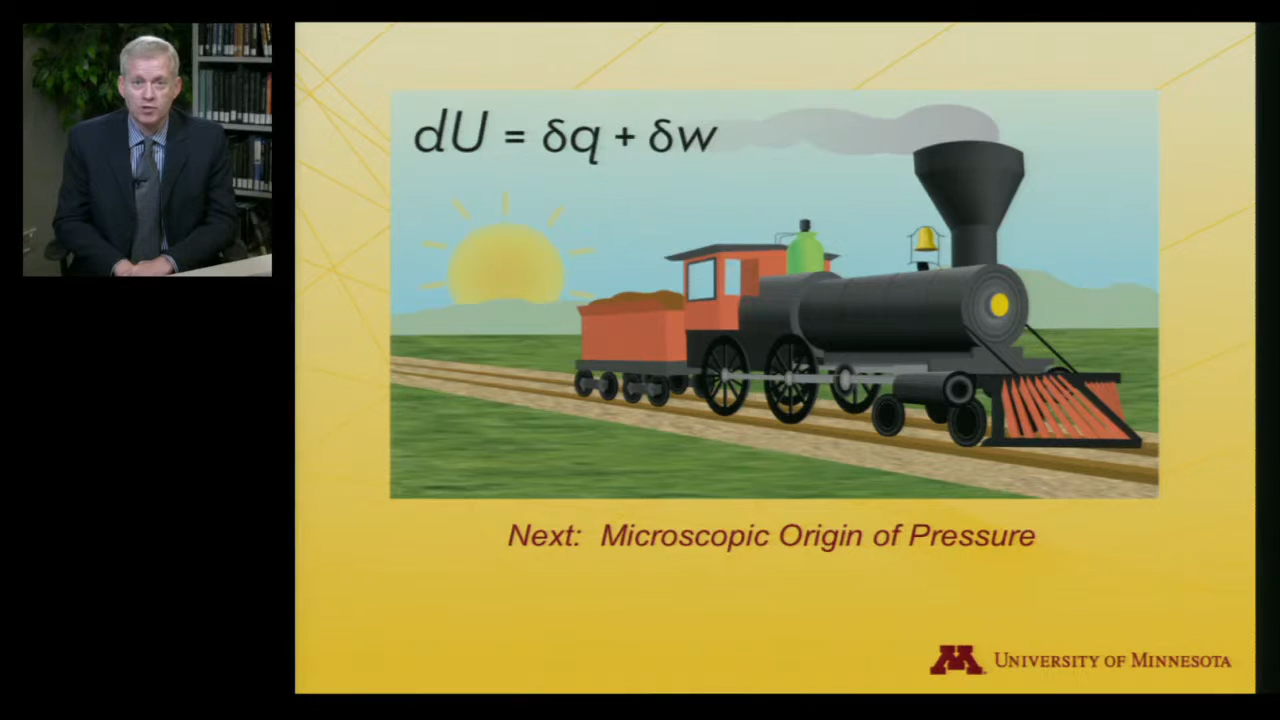 dU = δq + δw
Next: Microscopic Origin of Pressure
UNIVERSITY OF MINNESOTA